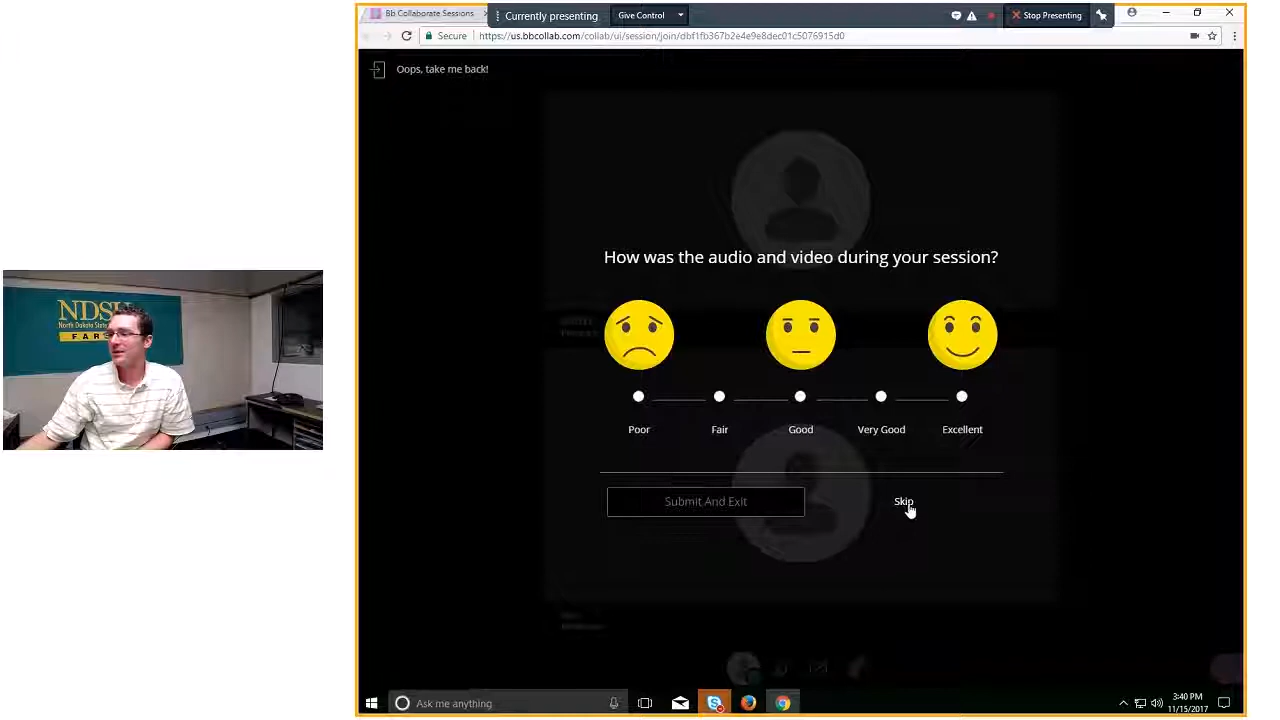 Bb Collaborate Sessions
Currently presenting
Give Control
Stop Presenting
Secure
https://us.bbcollab.com/collab/ui/session/join/dbf1fb367b2e4e9e8dec01c5076915d0
Oops, take me back!
How was the audio and video during your session?
Poor
Fair
Good
Very Good
Excellent
Submit And Exit
Skip
NDSU
North Dakota State
FAR
Ask me anything
3:40 PM
11/15/2017